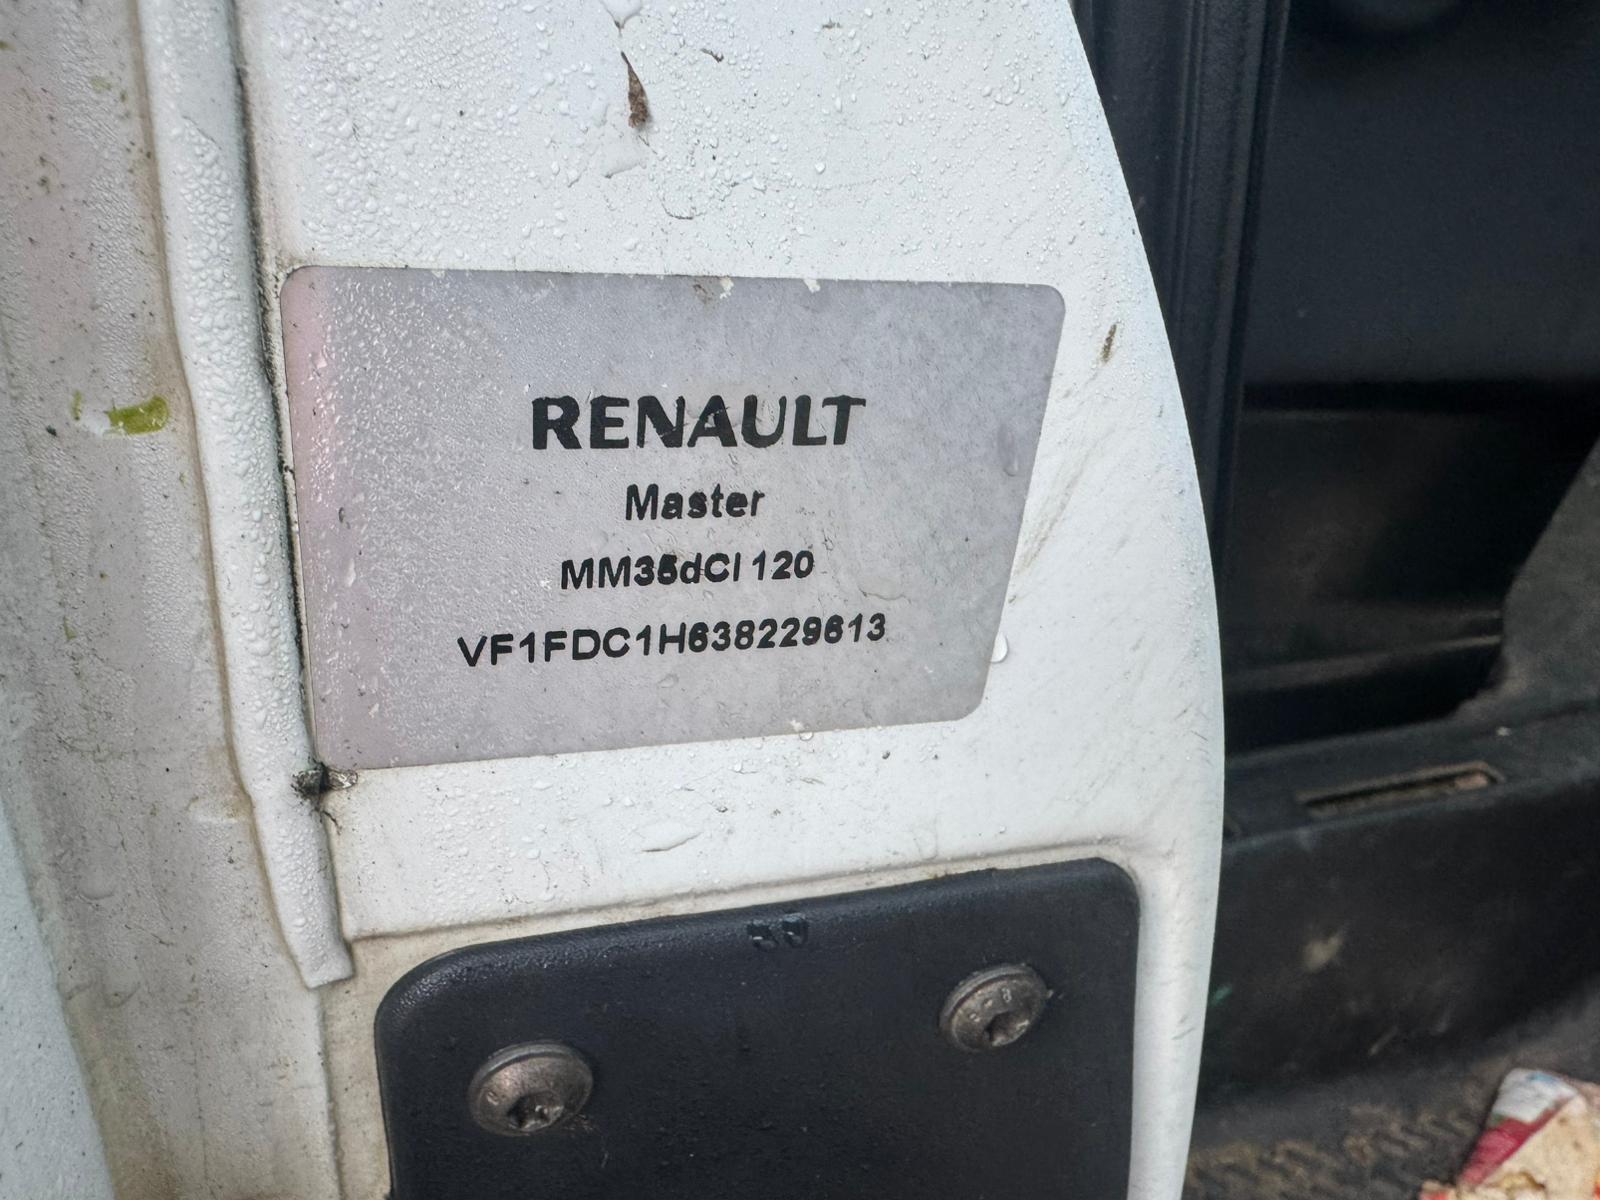 RENAULT
Master
MM35dCI 120
VF1FDC1H638229613